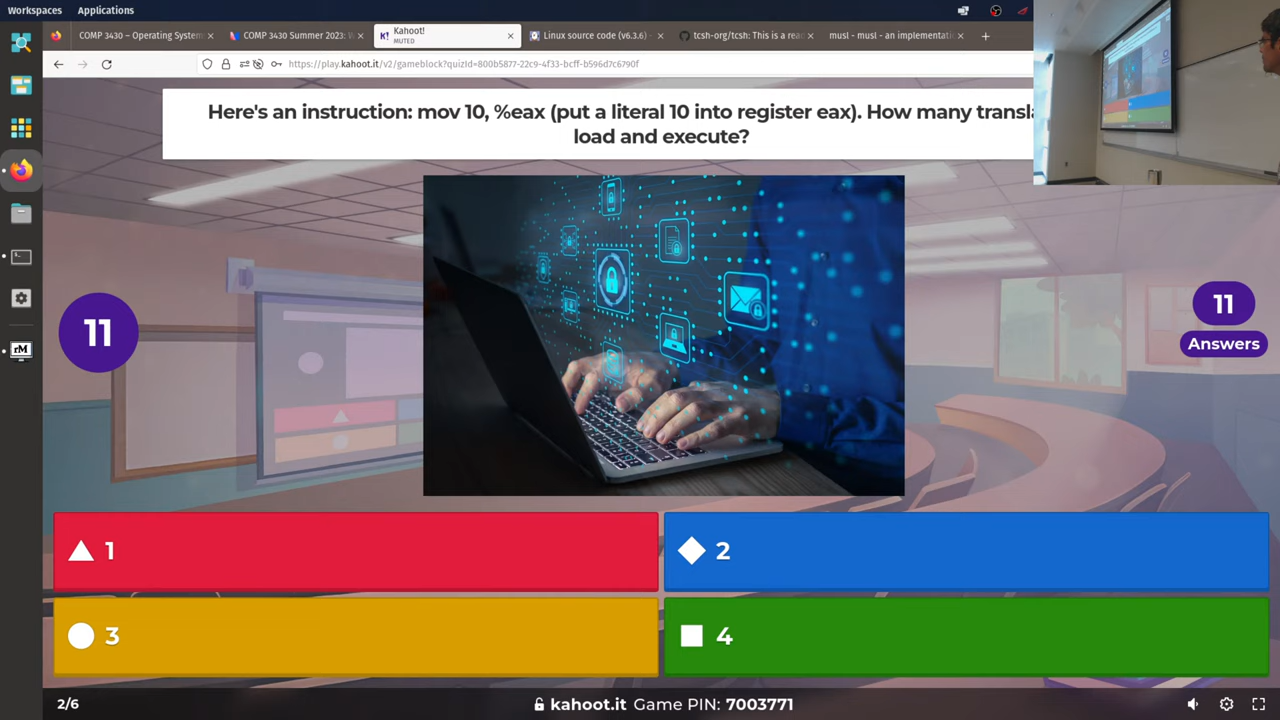 Workspaces Applications
COMP 3430 – Operating System
COMP 3430 Summer 2023:
Kahoot!
MUTED
Linux source code (v6.3.6) -
tcsh-org/tcsh: This is a rea
musl - musl - an implementati
https://play.kahoot.it/v2/gameblock?quizId=800b5877-22c9-4f33-bcff-b596d7c6790f
Here's an instruction: mov 10, %eax (put a literal 10 into register eax). How many transl
load and execute?
11
11
Answers
1
2
3
4
rM
2/6
kahoot.it Game PIN: 7003771